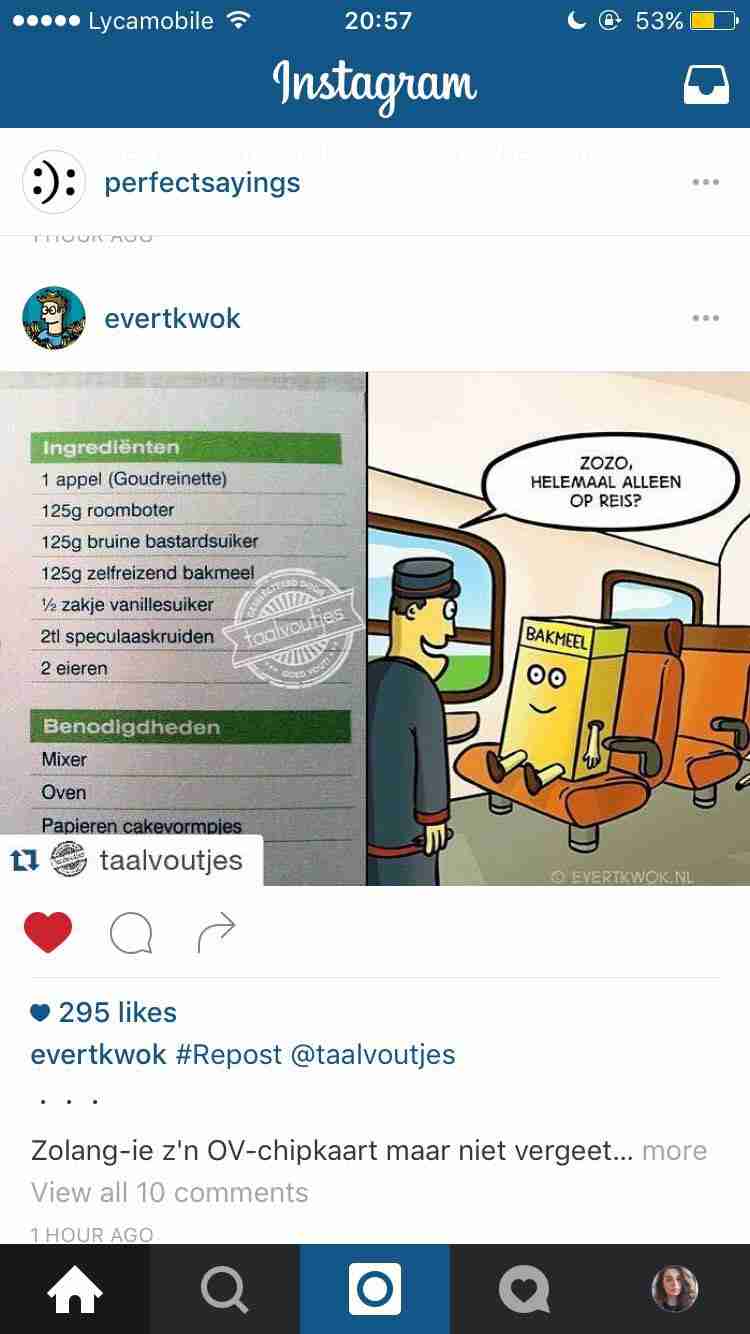 Lycamobile 20:57 53%
Instagram
perfectsayings
1 HOUR AGO
evertkwok
Ingrediënten
1 appel (Goudreinette)
125g roomboter
125g bruine bastardsuiker
125g zelfreizend bakmeel
½ zakje vanillesuiker
2tl speculaaskruiden
2 eieren
taalvoutjes
Benodigdheden
Mixer
Oven
Papieren cakevormpjes
ZOZO,
HELEMAAL ALLEEN
OP REIS?
BAKMEEL
© EVERTKWOK.NL
taalvoutjes
295 likes
evertkwok #Repost @taalvoutjes
. . .
Zolang-ie z'n OV-chipkaart maar niet vergeet... more
View all 10 comments
1 HOUR AGO